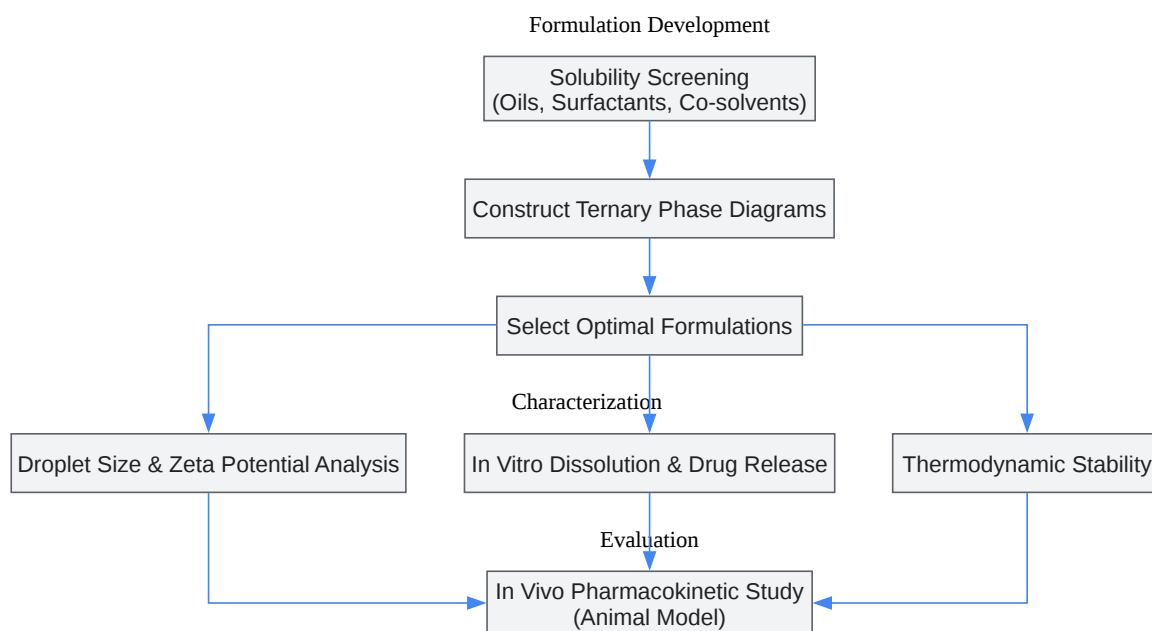 Formulation Development
Solubility Screening
(Oils, Surfactants, Co-solvents)
Construct Ternary Phase Diagrams
Select Optimal Formulations
Characterization
Droplet Size & Zeta Potential Analysis
In Vitro Dissolution & Drug Release
Thermodynamic Stability
Evaluation
In Vivo Pharmacokinetic Study
(Animal Model)